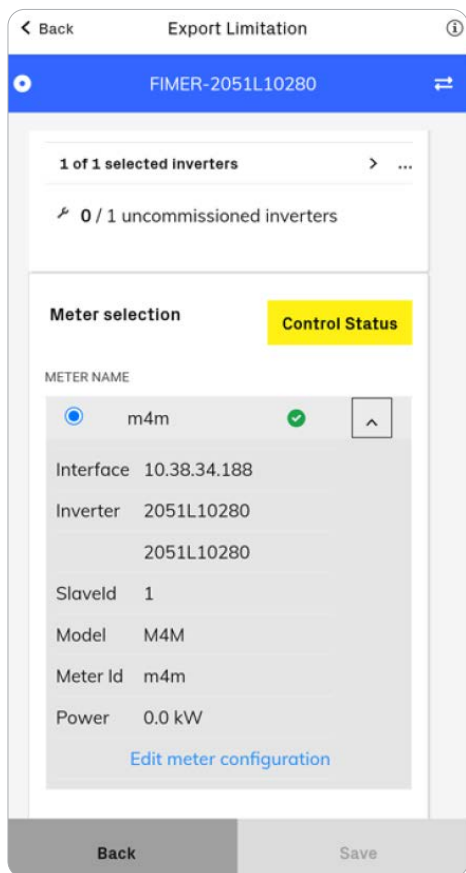 Back Export Limitation
FIMER-2051L10280
1 of 1 selected inverters > ...
0 / 1 uncommissioned inverters
Meter selection
Control Status
METER NAME
m4m
Interface 10.38.34.188
Inverter 2051L10280
2051L10280
SlaveId 1
Model M4M
Meter Id m4m
Power 0.0 kW
Edit meter configuration
Back Save